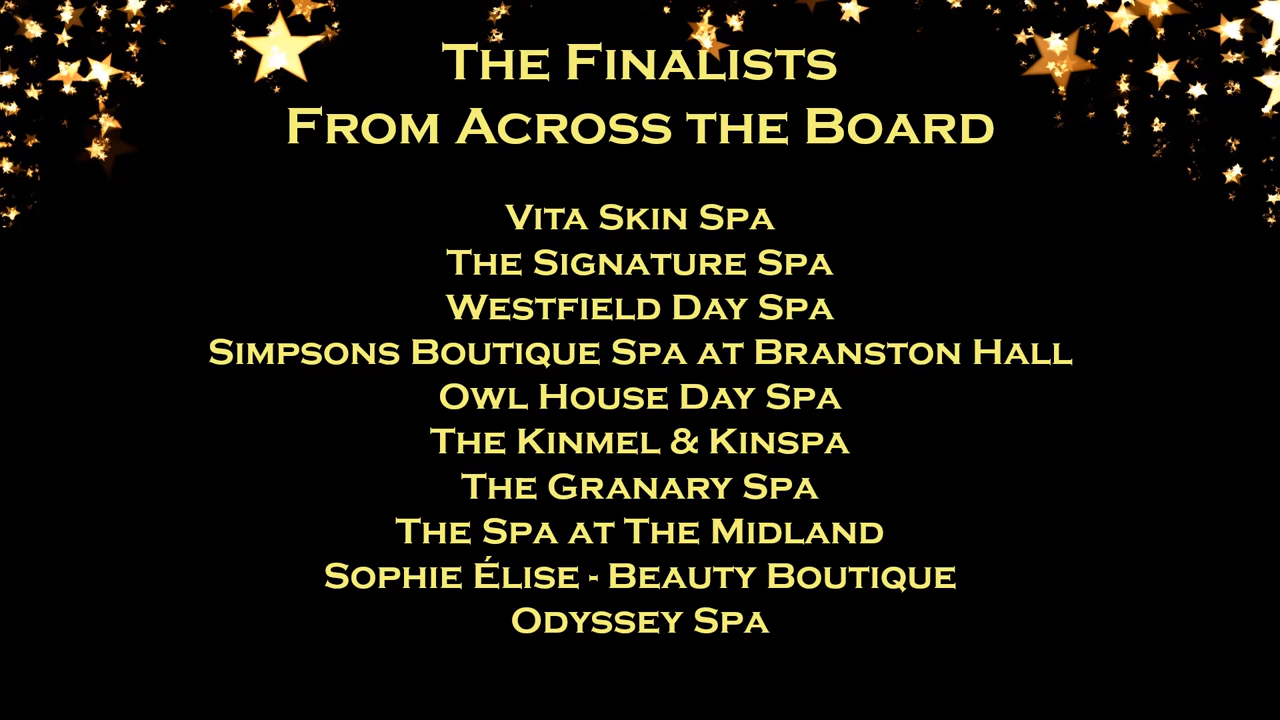 The Finalists
From Across the Board
Vita Skin Spa
The Signature Spa
Westfield Day Spa
Simpsons Boutique Spa at Branston Hall
Owl House Day Spa
The Kinmel & Kinspa
The Granary Spa
The Spa at The Midland
Sophie Élise - Beauty Boutique
Odyssey Spa